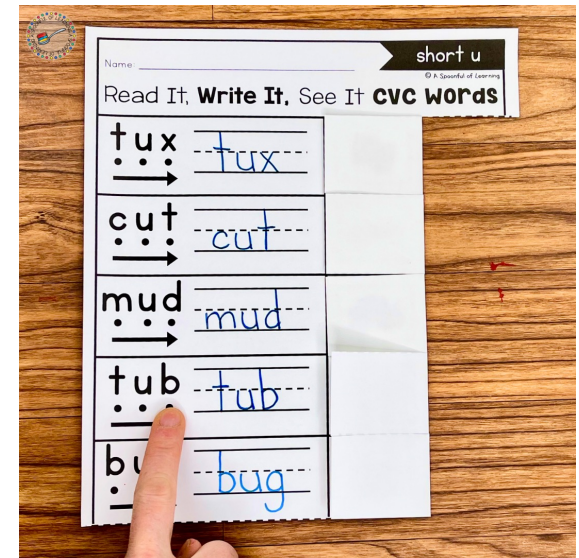 short u
Name:
© A Spoonful of Learning
Read It, Write It, See It CVC Words
tux tux
cut cut
mud mud
tub tub
bu bug